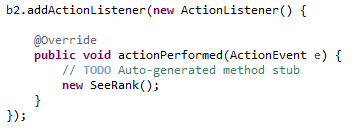 b2.addActionListener(new ActionListener() {
@Override
public void actionPerformed(ActionEvent e) {
// TODO Auto-generated method stub
new SeeRank();
}
});